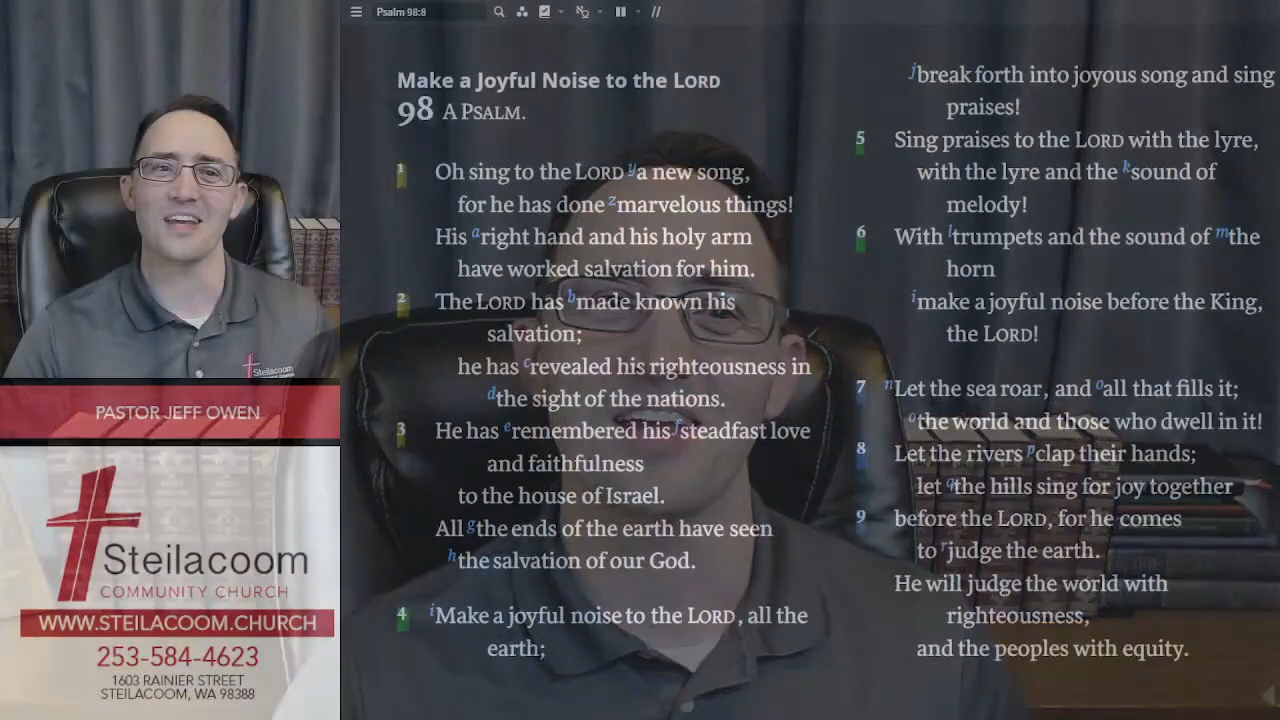 Psalm 98:8
Make a Joyful Noise to the LORD
98 A PSALM.
1 Oh sing to the LORD y a new song,
for he has done z marvelous things!
His a right hand and his holy arm
have worked salvation for him.
2 The LORD has b made known his
salvation;
he has c revealed his righteousness in
d the sight of the nations.
3 He has e remembered his f steadfast love
and faithfulness
to the house of Israel.
All g the ends of the earth have seen
h the salvation of our God.
4 i Make a joyful noise to the LORD, all the
earth;
j break forth into joyous song and sing
praises!
5 Sing praises to the LORD with the lyre,
with the lyre and the k sound of
melody!
6 With l trumpets and the sound of m the
horn
i make a joyful noise before the King,
the LORD!
7 n Let the sea roar, and o all that fills it;
o the world and those who dwell in it!
8 Let the rivers p clap their hands;
let q the hills sing for joy together
9 before the LORD, for he comes
to r judge the earth.
He will judge the world with
righteousness,
and the peoples with equity.
Steilacoom
PASTOR JEFF OWEN
Steilacoom
COMMUNITY CHURCH
WWW.STEILACOOM.CHURCH
253-584-4623
1603 RAINIER STREET
STEILACOOM, WA 98388